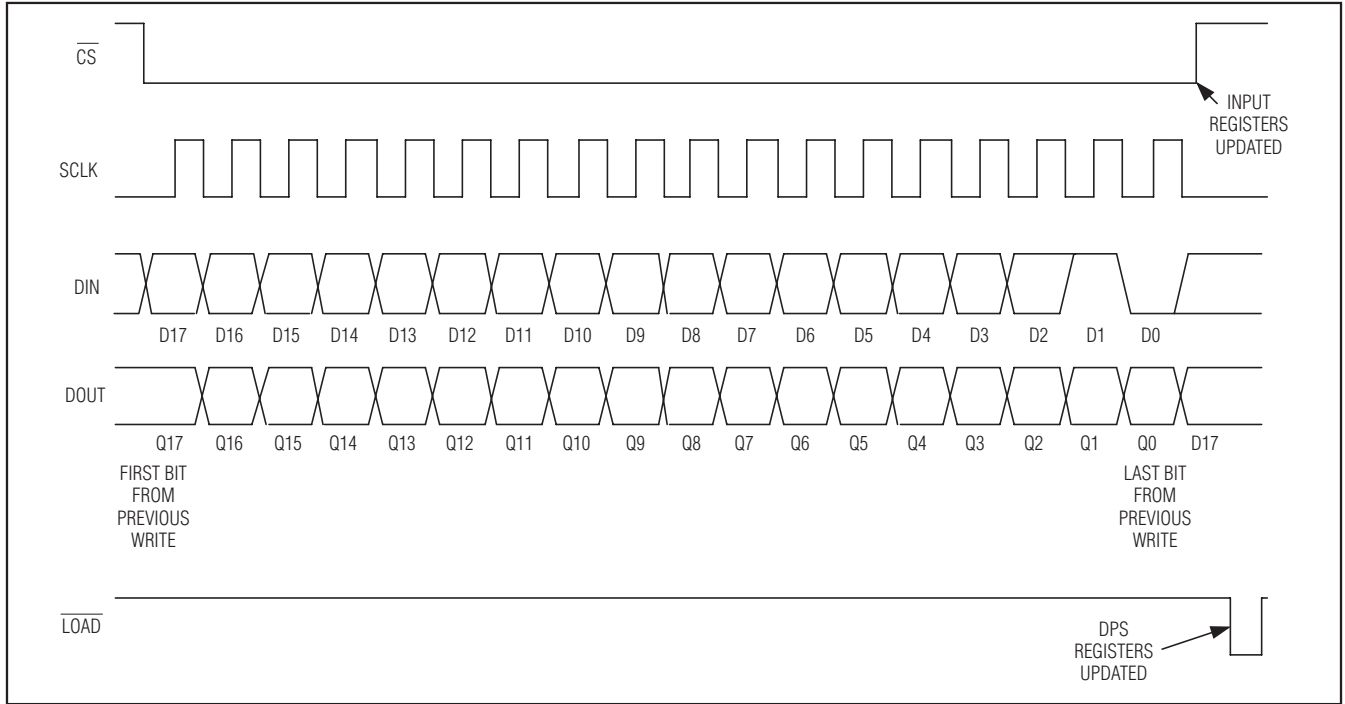 CS
INPUT
REGISTERS
UPDATED
SCLK
DIN
D17 D16 D15 D14 D13 D12 D11 D10 D9 D8 D7 D6 D5 D4 D3 D2 D1 D0
DOUT
Q17 Q16 Q15 Q14 Q13 Q12 Q11 Q10 Q9 Q8 Q7 Q6 Q5 Q4 Q3 Q2 Q1 Q0 D17
FIRST BIT
FROM
PREVIOUS
WRITE
LAST BIT
FROM
PREVIOUS
WRITE
LOAD
DPS
REGISTERS
UPDATED